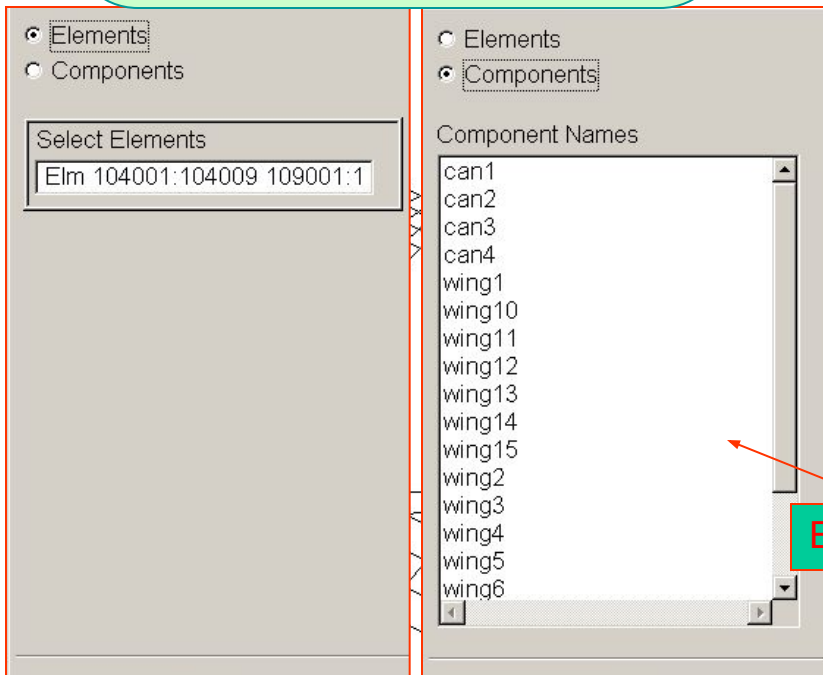 Elements
Components
Select Elements
Elm 104001:104009 109001:1
Elements
Components
Component Names
can1
can2
can3
can4
wing1
wing10
wing11
wing12
wing13
wing14
wing15
wing2
wing3
wing4
wing5
wing6